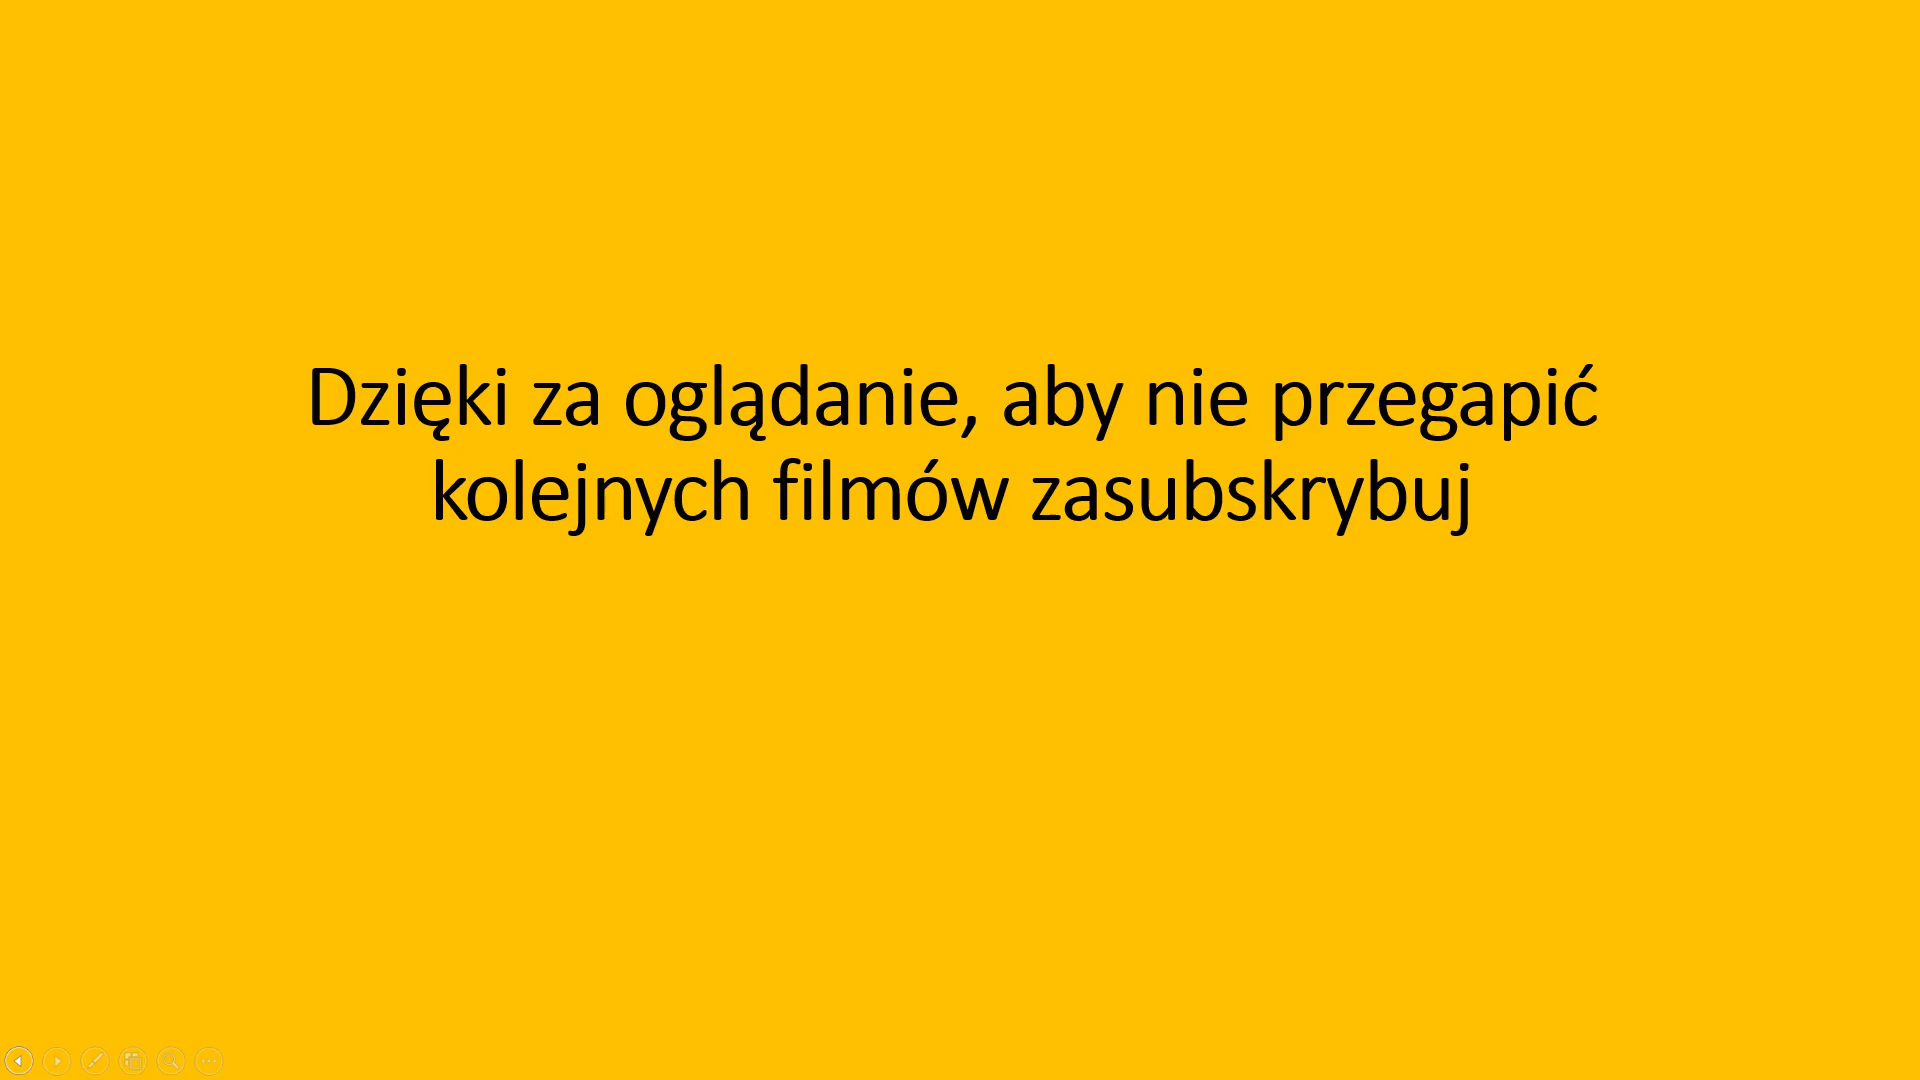 Dzięki za oglądanie, aby nie przegapić
kolejnych filmów zasubskrybuj